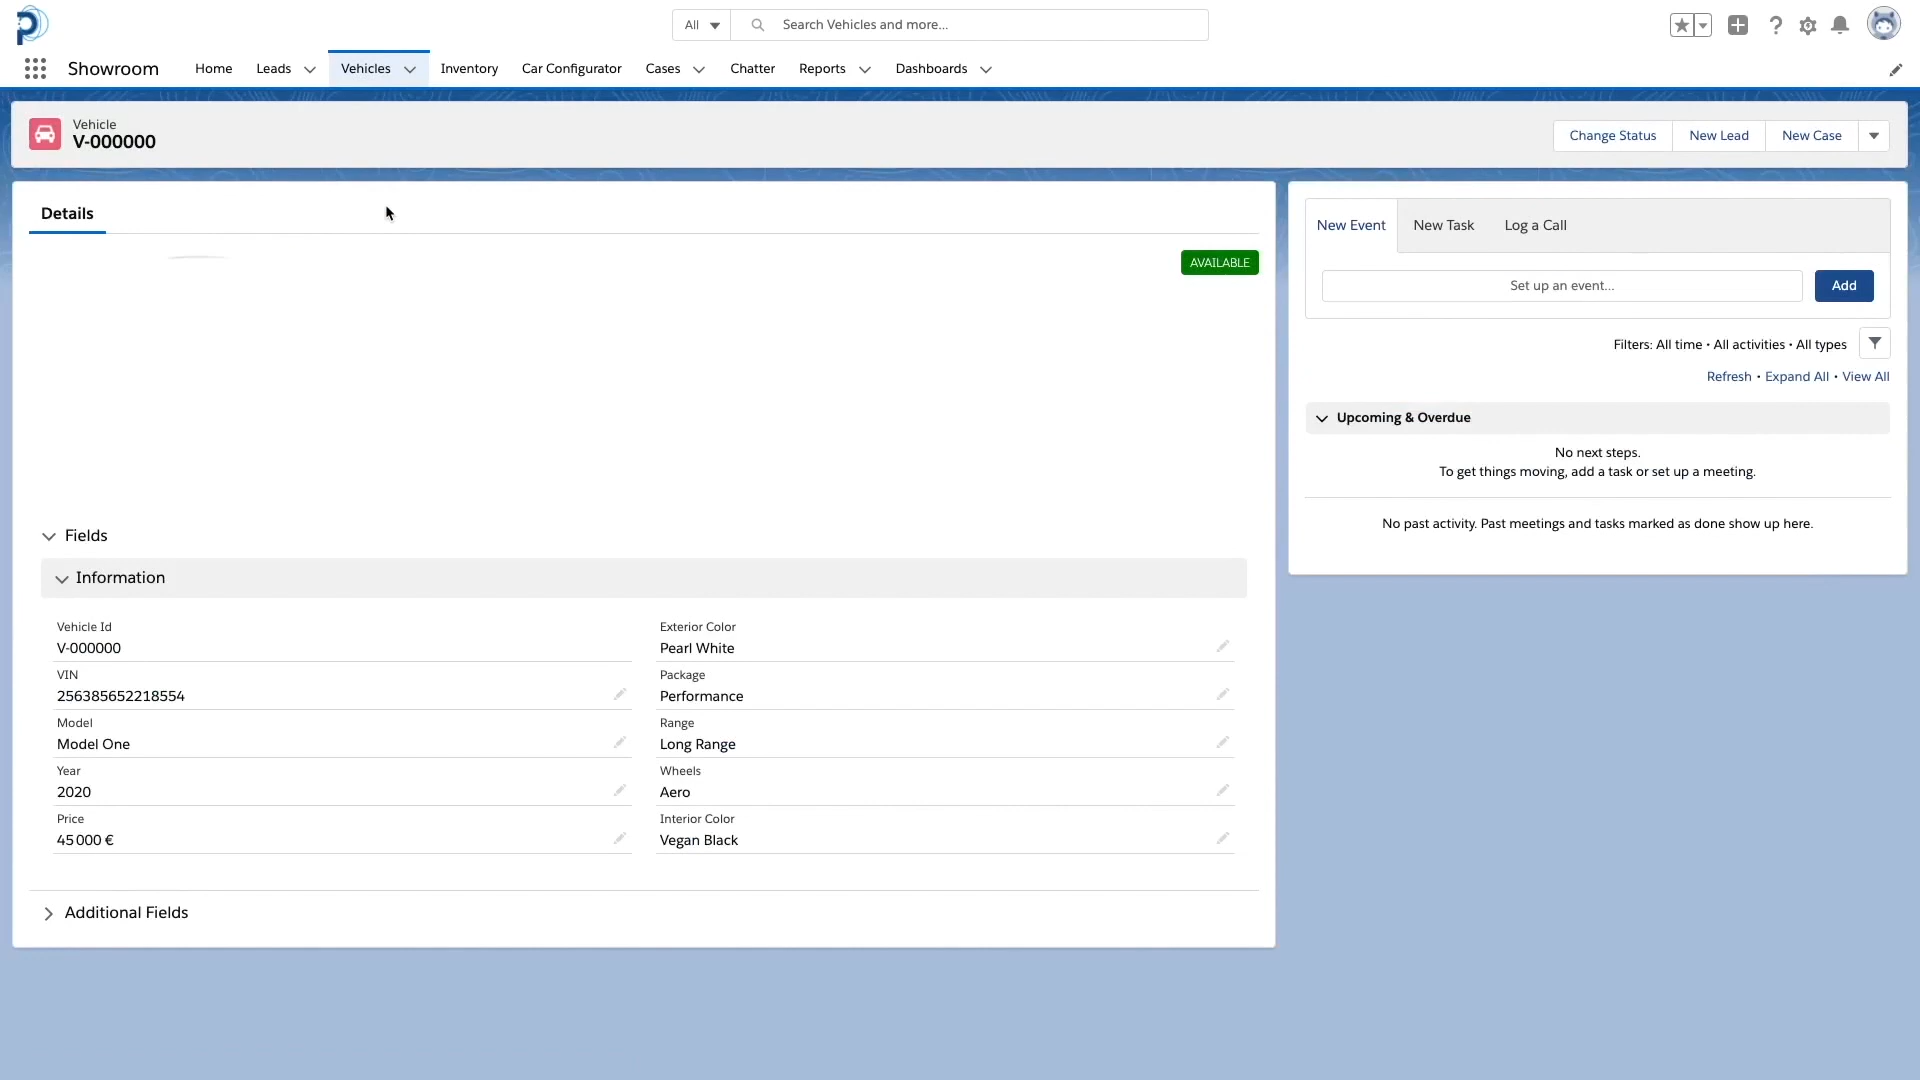 All
Search Vehicles and more...
Showroom
Home
Leads
Vehicles
Inventory
Car Configurator
Cases
Chatter
Reports
Dashboards
Vehicle
V-000000
Change Status
New Lead
New Case
Details
AVAILABLE
Fields
Information
Vehicle Id
V-000000
VIN
256385652218554
Model
Model One
Year
2020
Price
45 000 €
Exterior Color
Pearl White
Package
Performance
Range
Long Range
Wheels
Aero
Interior Color
Vegan Black
Additional Fields
New Event
New Task
Log a Call
Set up an event...
Add
Filters: All time • All activities • All types
Refresh • Expand All • View All
Upcoming & Overdue
No next steps.
To get things moving, add a task or set up a meeting.
No past activity. Past meetings and tasks marked as done show up here.